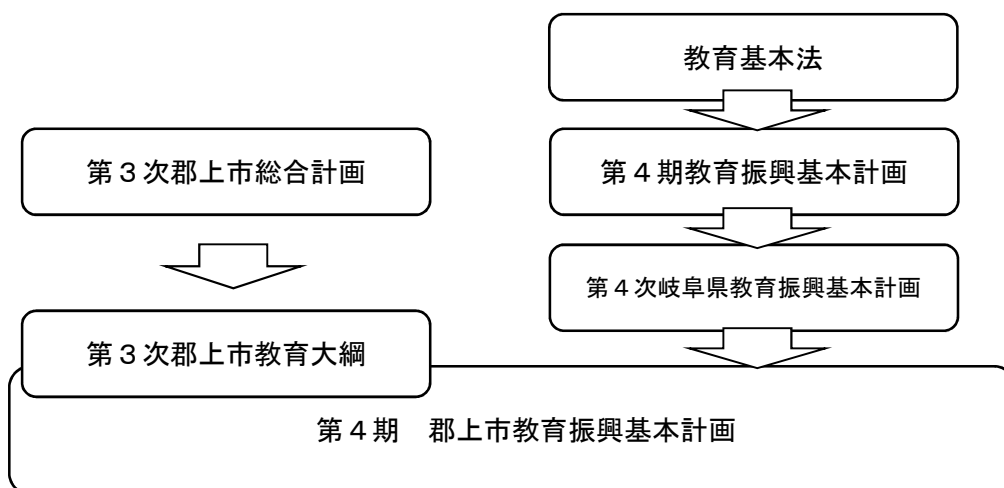 教育基本法
第３次郡上市総合計画
第４期教育振興基本計画
第４次岐阜県教育振興基本計画
第３次郡上市教育大綱
第４期　郡上市教育振興基本計画